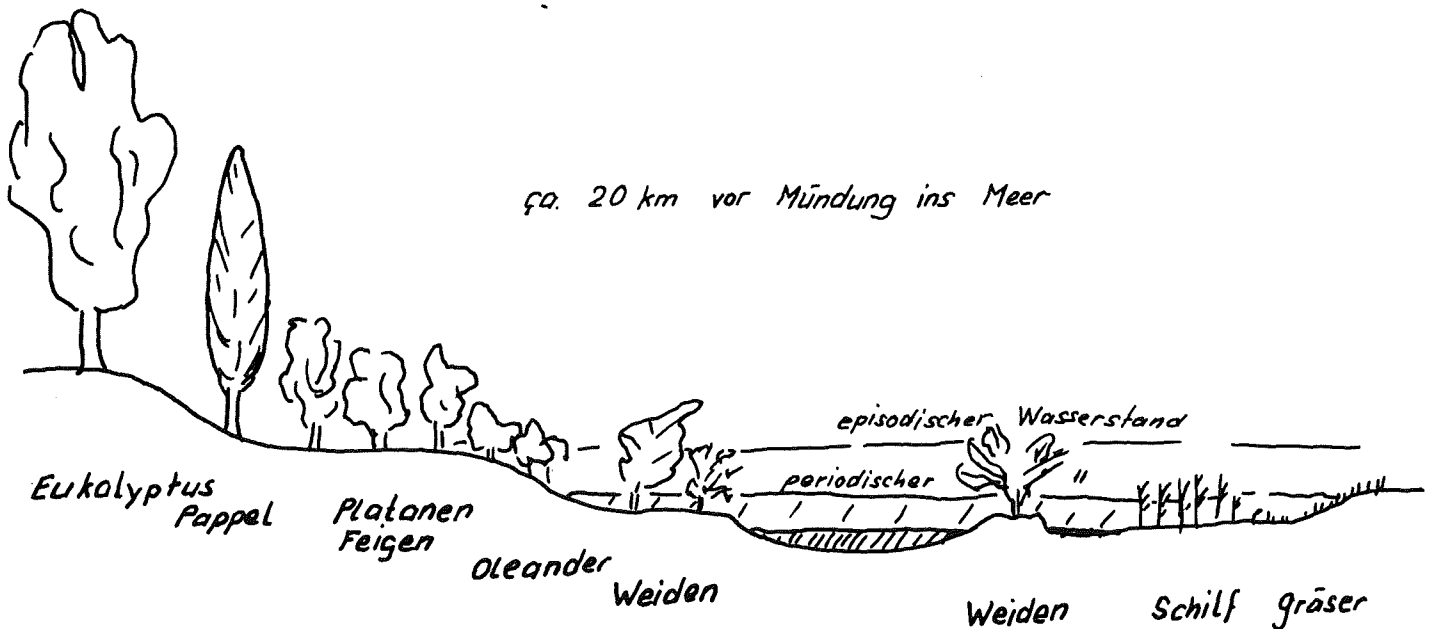 ca. 20 km vor Mündung ins Meer
episodischer Wasserstand
periodischer "
Eukalyptus
Pappel
Platanen
Feigen
Oleander
Weiden
Weiden
Schilf gräser